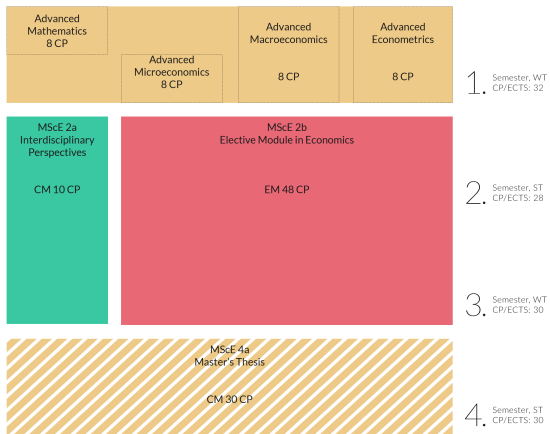 Advanced
Mathematics
8 CP
Advanced
Microeconomics
8 CP
Advanced
Macroeconomics
8 CP
Advanced
Econometrics
8 CP
1.
Semester, WT
CP/ECTS: 32
MScE 2a
Interdisciplinary
Perspectives
CM 10 CP
MScE 2b
Elective Module in Economics
EM 48 CP
2.
Semester, ST
CP/ECTS: 28
3.
Semester, WT
CP/ECTS: 30
MScE 4a
Master's Thesis
CM 30 CP
4.
Semester, ST
CP/ECTS: 30